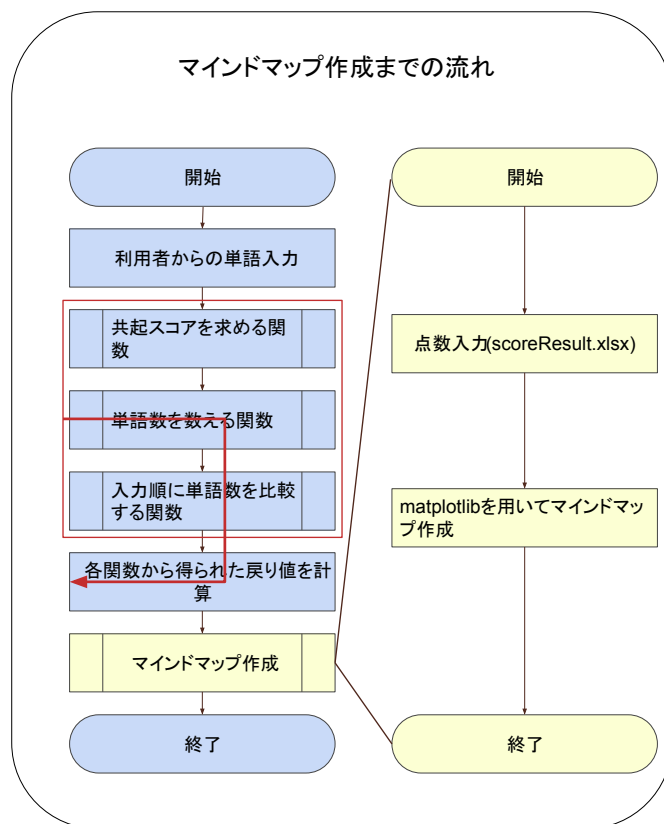 マインドマップ作成までの流れ
開始
利用者からの単語入力
共起スコアを求める関
数
単語数を数える関数
入力順に単語数を比較
する関数
各関数から得られた戻り値を計
算
マインドマップ作成
終了
開始
点数入力(scoreResult.xlsx)
matplotlibを用いてマインドマッ
プ作成
終了